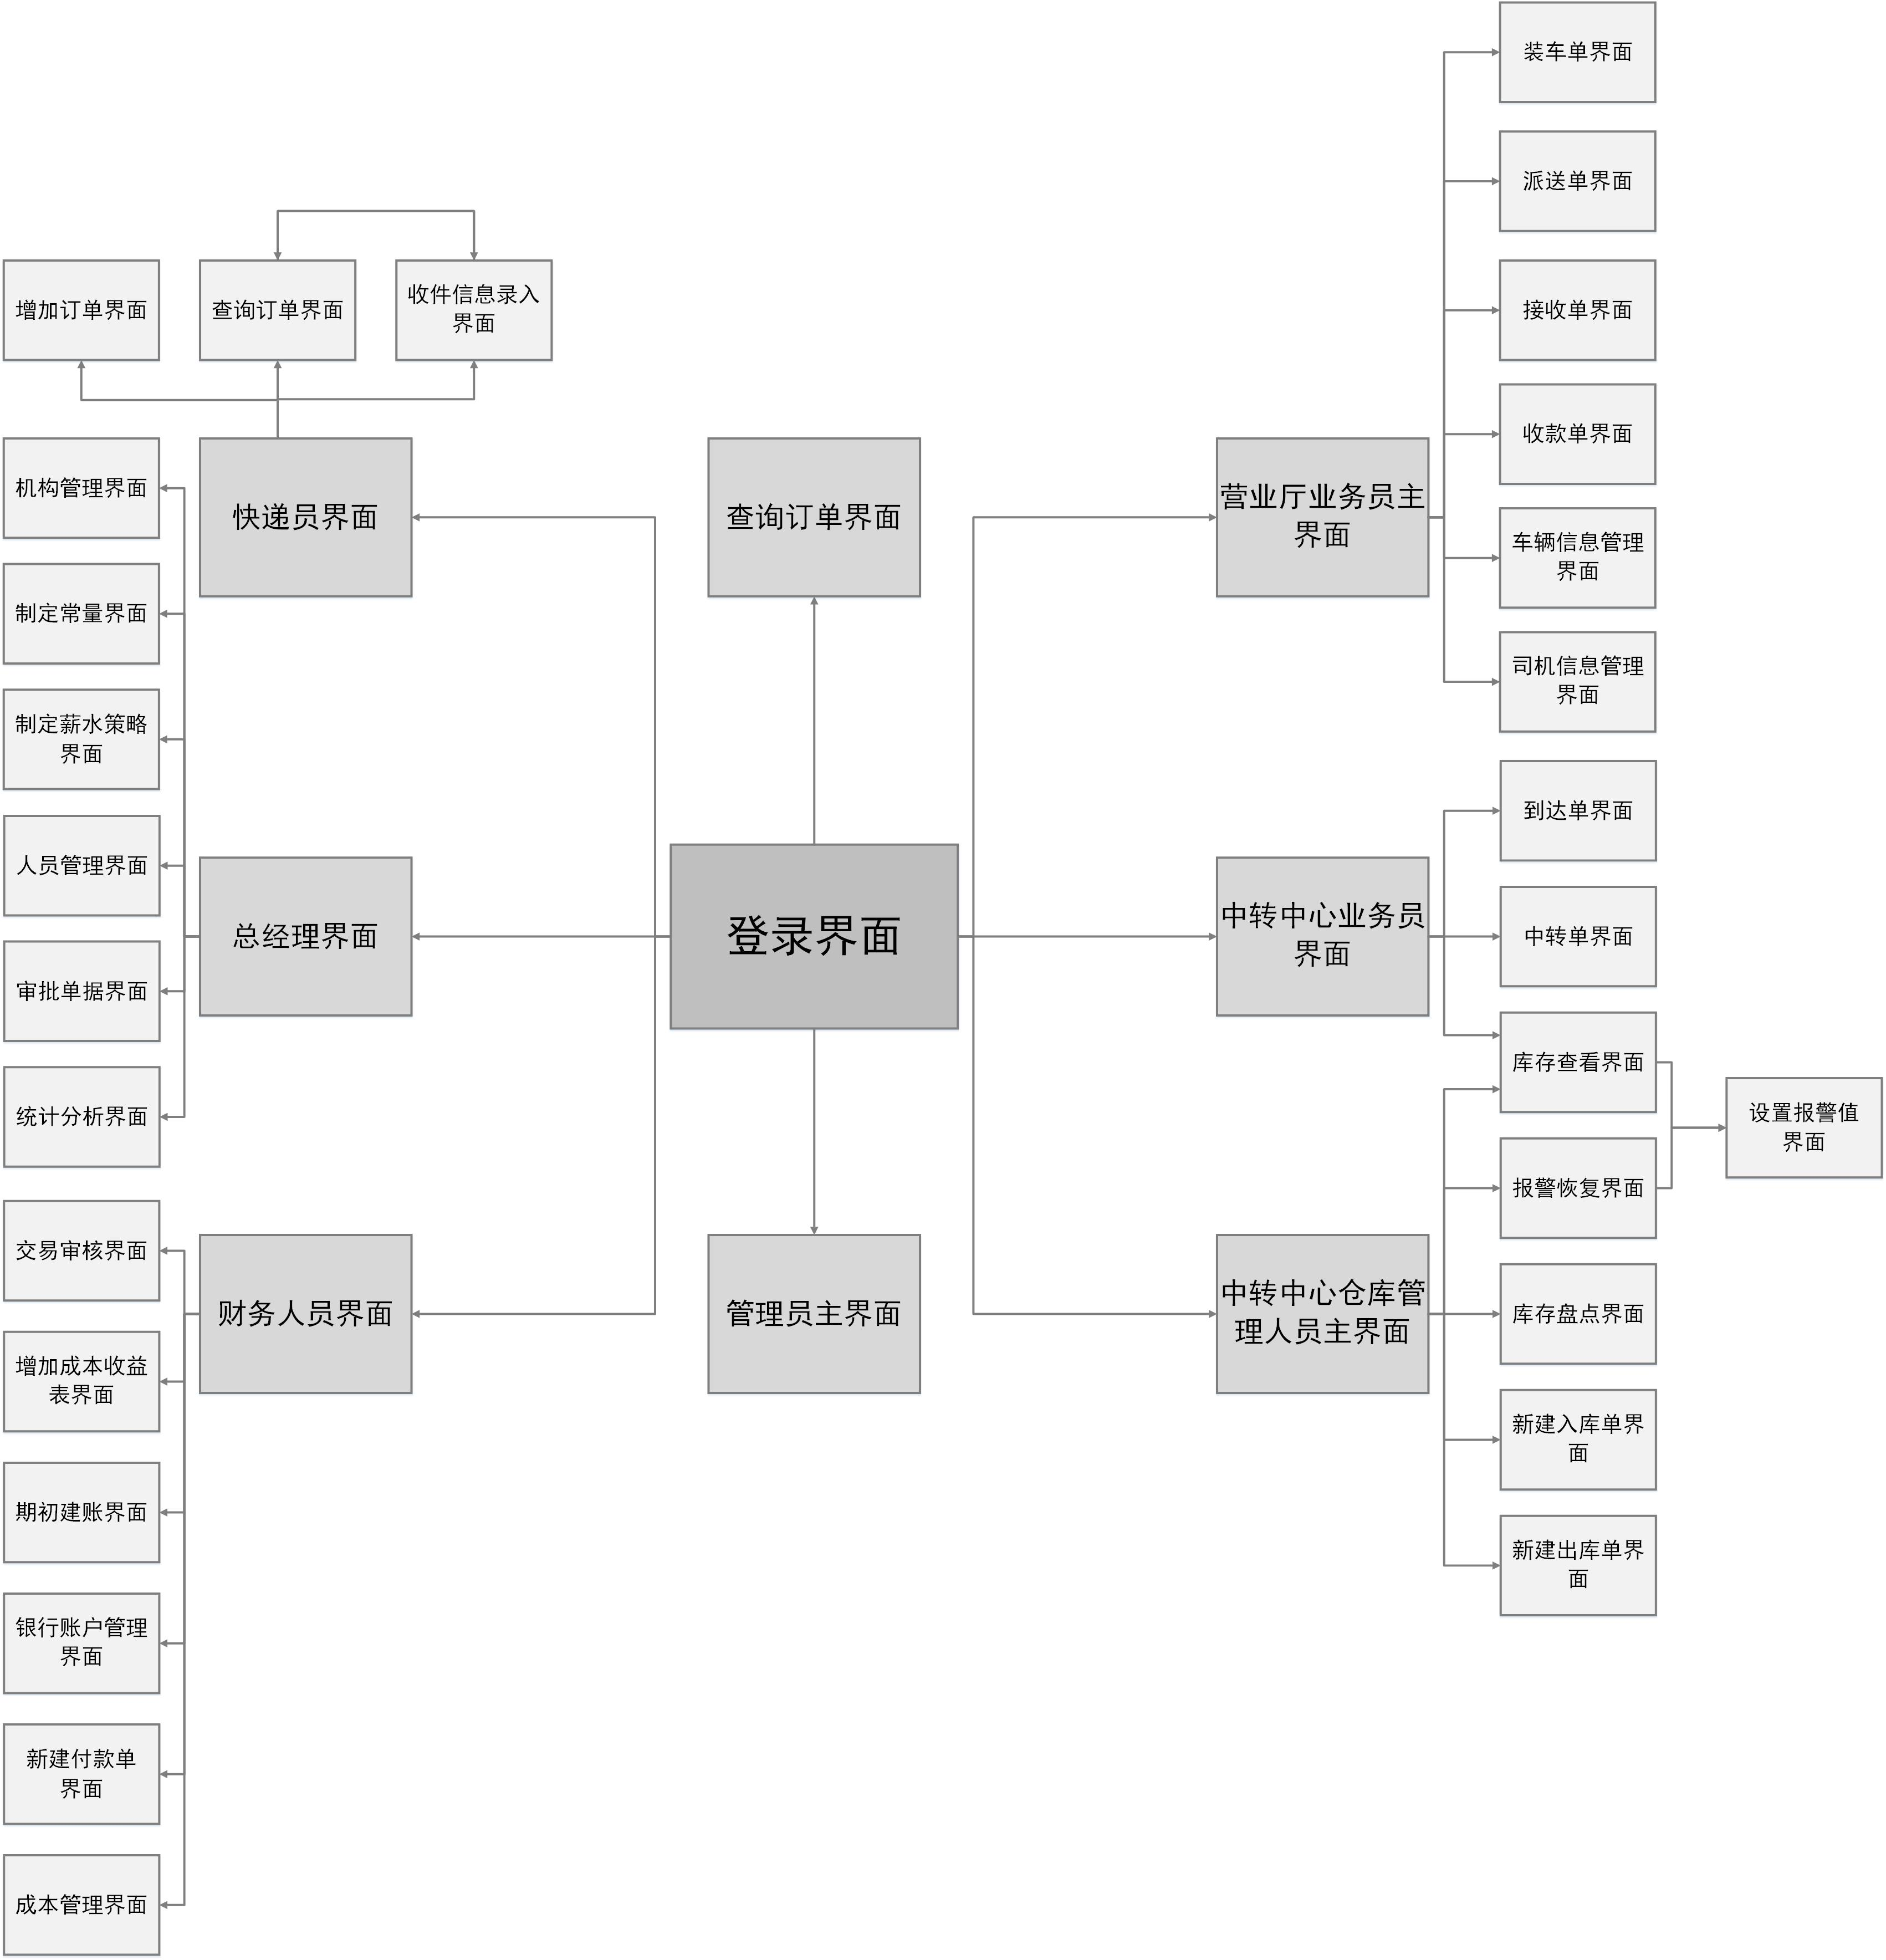 装车单界面
派送单界面
增加订单界面
查询订单界面
收件信息录入
界面
接收单界面
收款单界面
机构管理界面
快递员界面
查询订单界面
营业厅业务员主
界面
车辆信息管理
界面
制定常量界面
司机信息管理
界面
制定薪水策略
界面
到达单界面
人员管理界面
总经理界面
登录界面
中转中心业务员
界面
中转单界面
审批单据界面
库存查看界面
统计分析界面
设置报警值
界面
报警恢复界面
交易审核界面
财务人员界面
管理员主界面
中转中心仓库管
理人员主界面
库存盘点界面
增加成本收益
表界面
新建入库单界
面
期初建账界面
新建出库单界
面
银行账户管理
界面
新建付款单
界面
成本管理界面